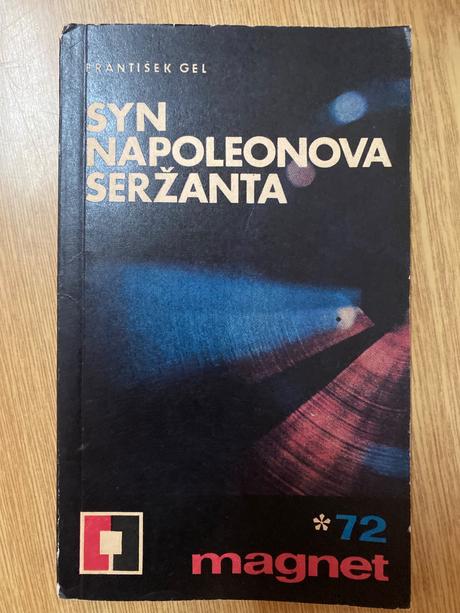 FRANTIŠEK GEL
SYN
NAPOLEONOVA
SERŽANTA
*72
magnet